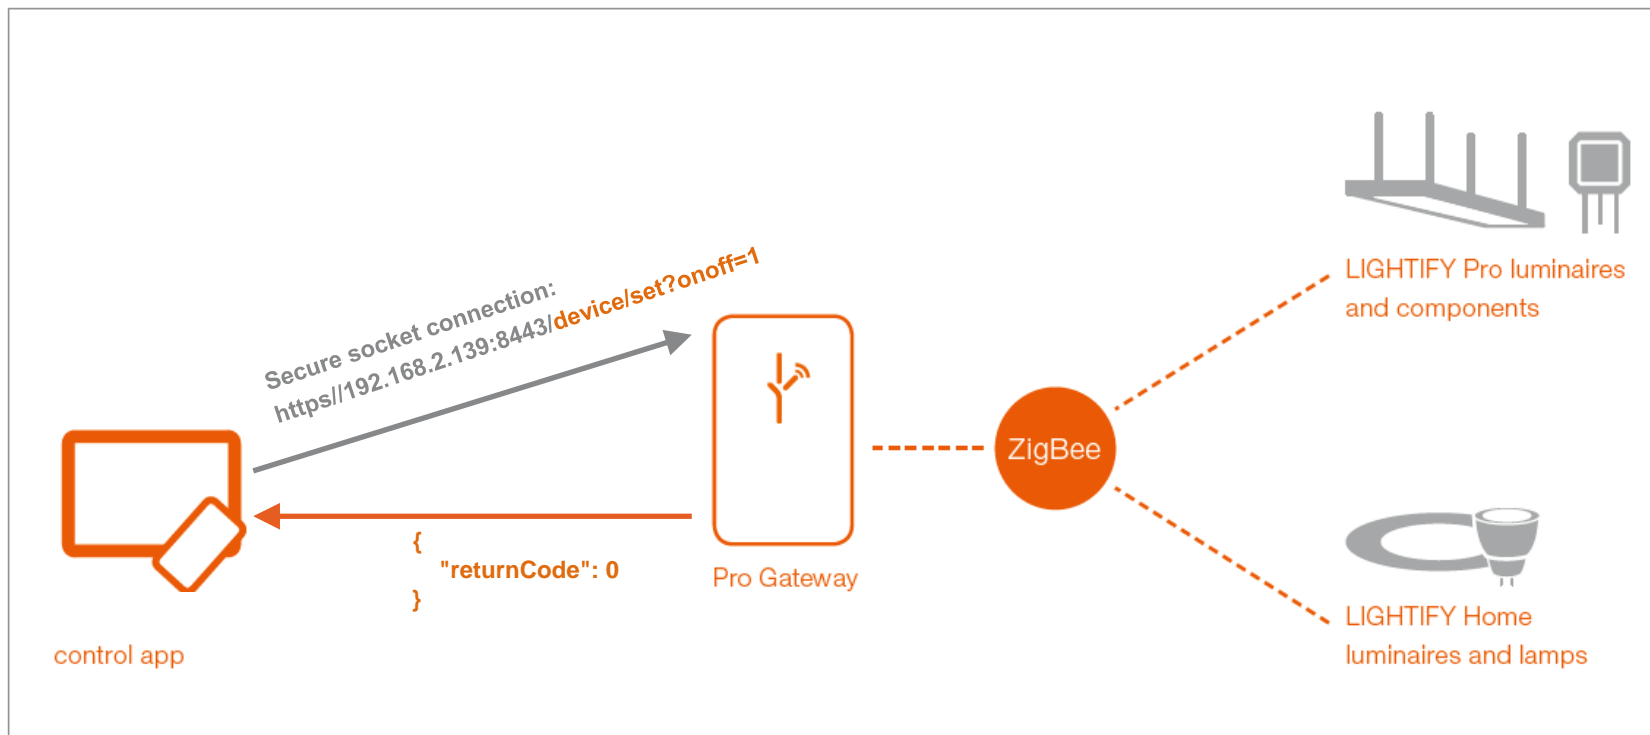 Secure socket connection:
https//192.168.2.139:8443/device/set?onoff=1
{
"returnCode": 0
}
control app
Pro Gateway
ZigBee
LIGHTIFY Pro luminaires
and components
LIGHTIFY Home
luminaires and lamps